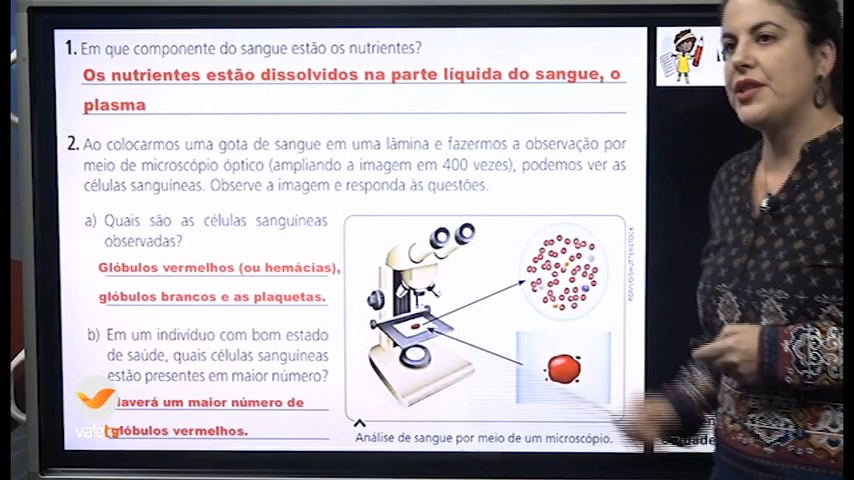 1. Em que componente do sangue estão os nutrientes?
Os nutrientes estão dissolvidos na parte líquida do sangue, o
plasma
2. Ao colocarmos uma gota de sangue em uma lâmina e fazermos a observação por
meio de microscópio óptico (ampliando a imagem em 400 vezes), podemos ver as
células sanguíneas. Observe a imagem e responda às questões.
a) Quais são as células sanguíneas
observadas?
Glóbulos vermelhos (ou hemácias),
glóbulos brancos e as plaquetas.
b) Em um indivíduo com bom estado
de saúde, quais células sanguíneas
estão presentes em maior número?
Haverá um maior número de
glóbulos vermelhos.
Análise de sangue por meio de um microscópio.